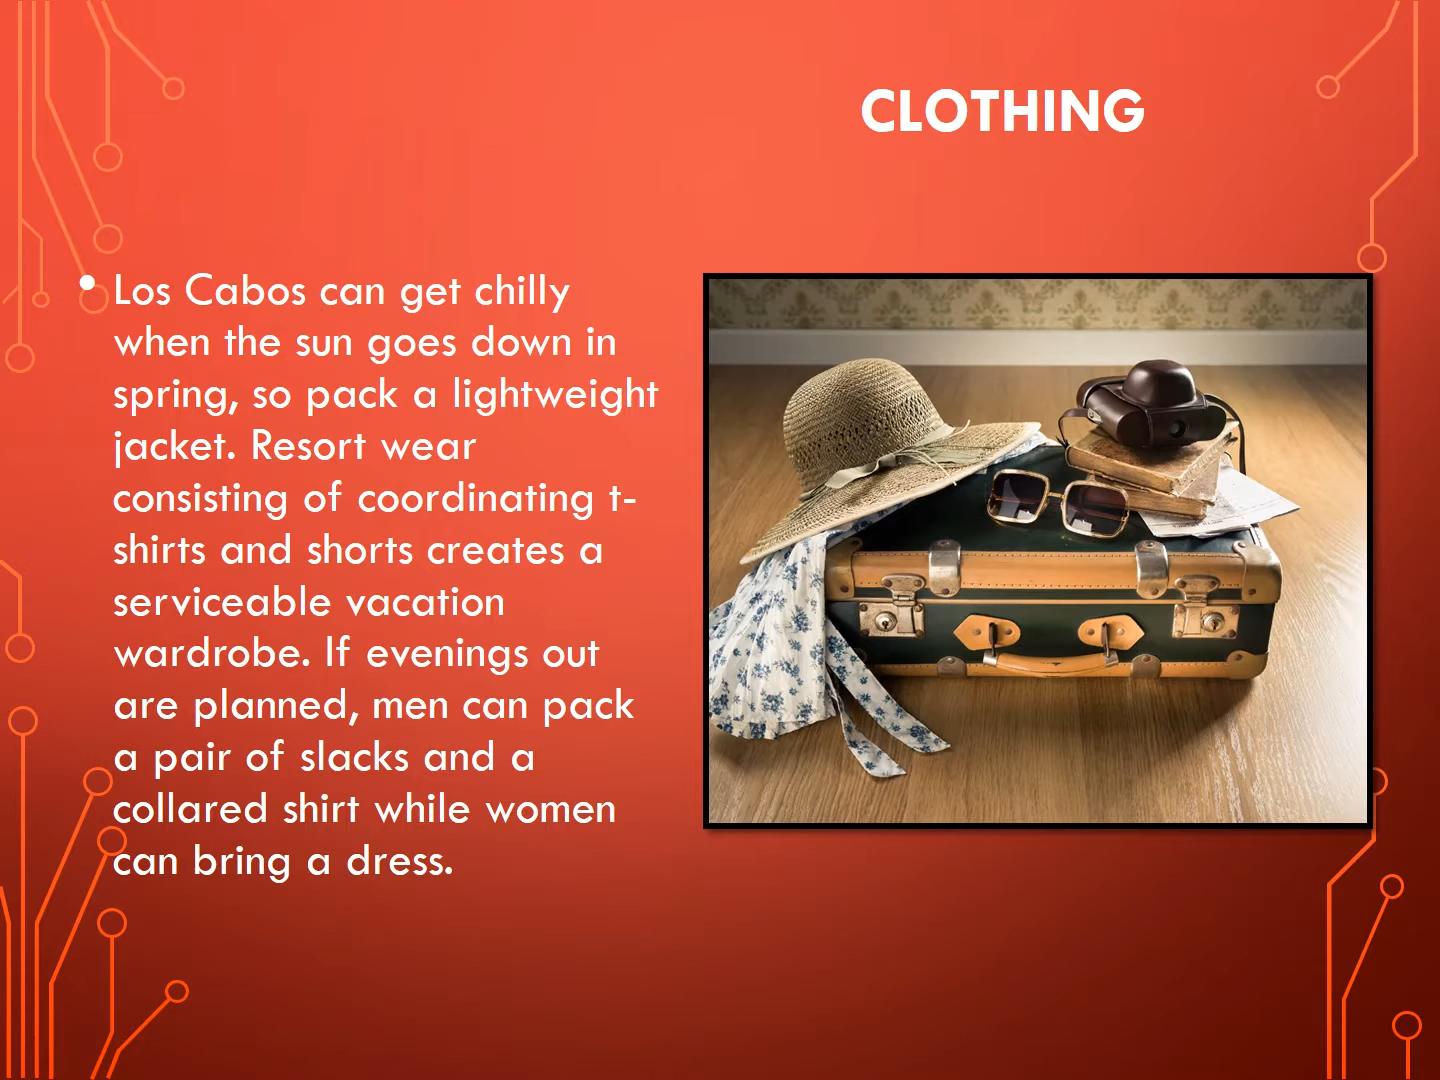 CLOTHING
• Los Cabos can get chilly
when the sun goes down in
spring, so pack a lightweight
jacket. Resort wear
consisting of coordinating t-
shirts and shorts creates a
serviceable vacation
wardrobe. If evenings out
are planned, men can pack
a pair of slacks and a
collared shirt while women
can bring a dress.